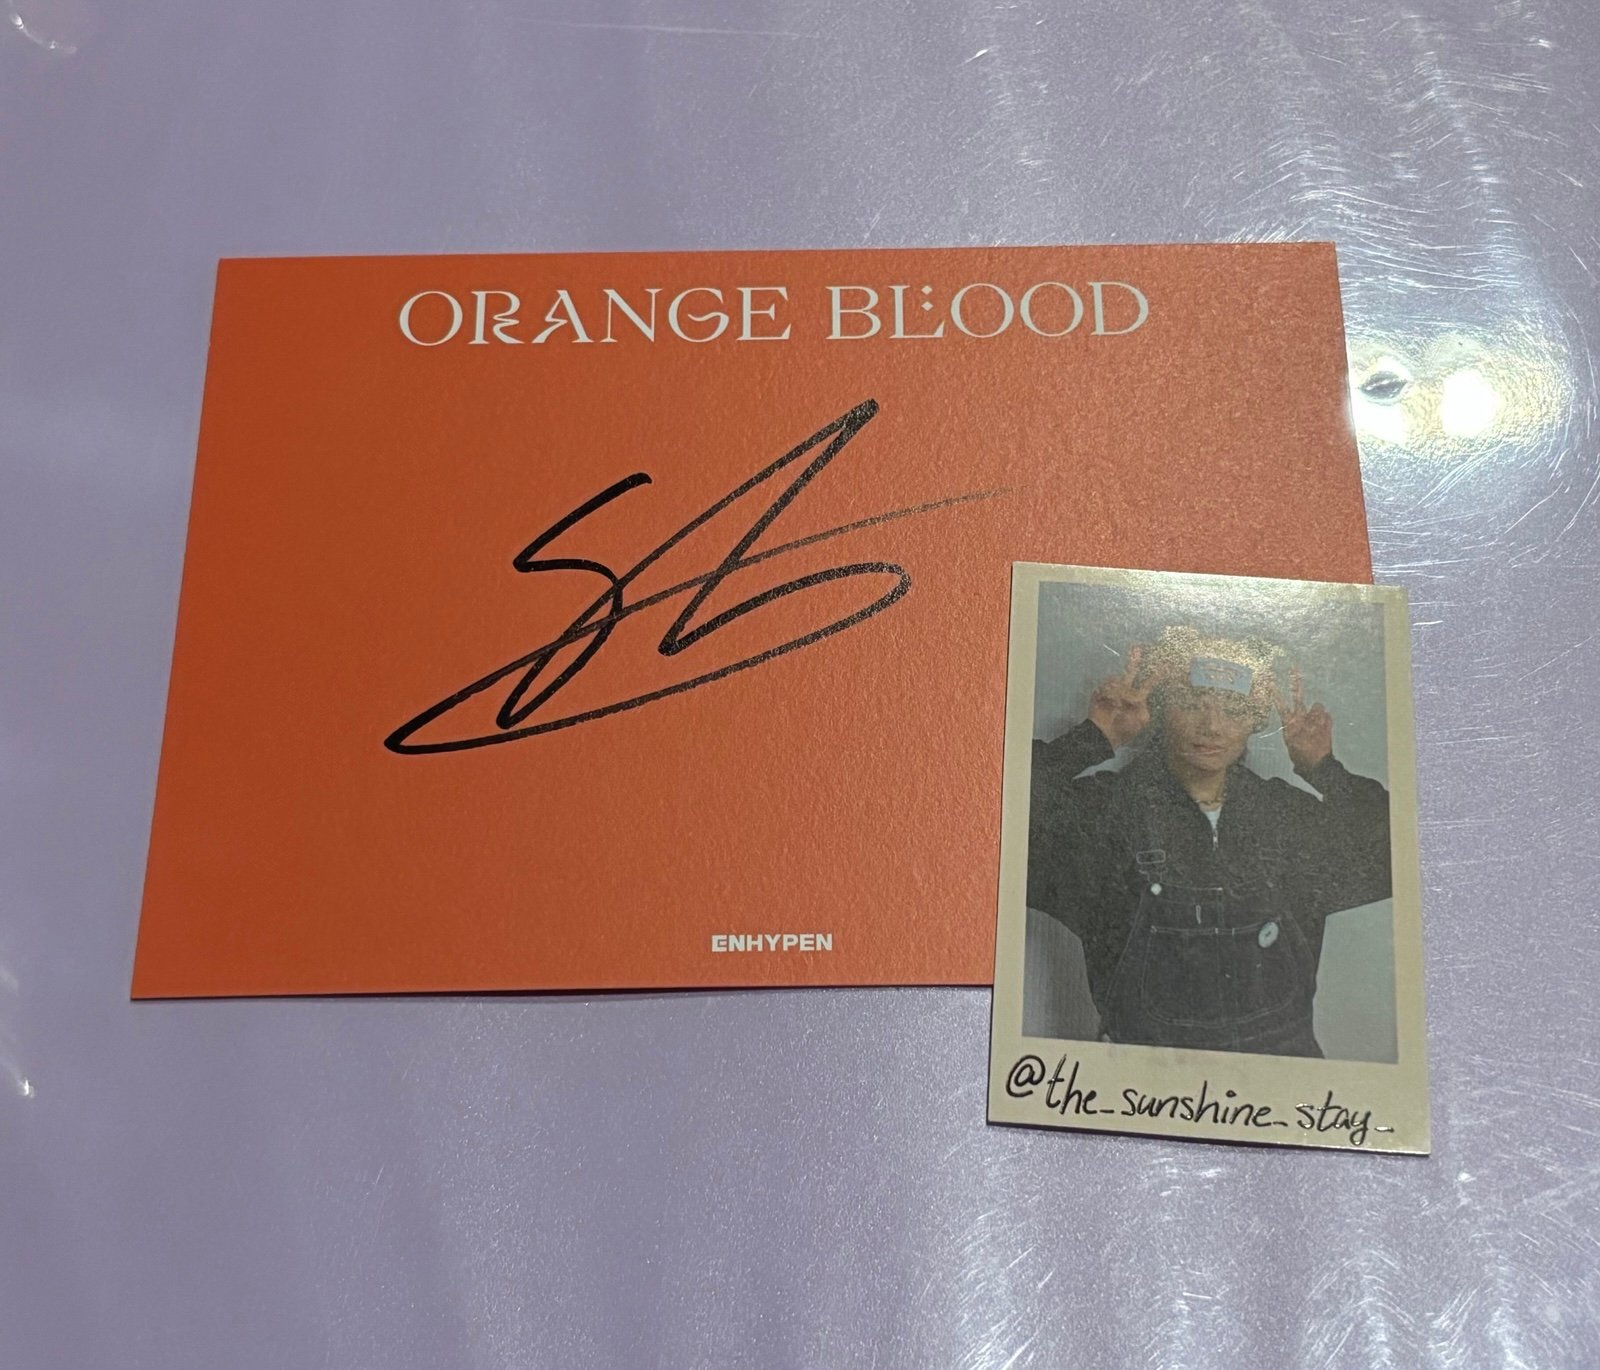 ORANGE BLOOD
ENHYPEN
@the_sunshine_stay_